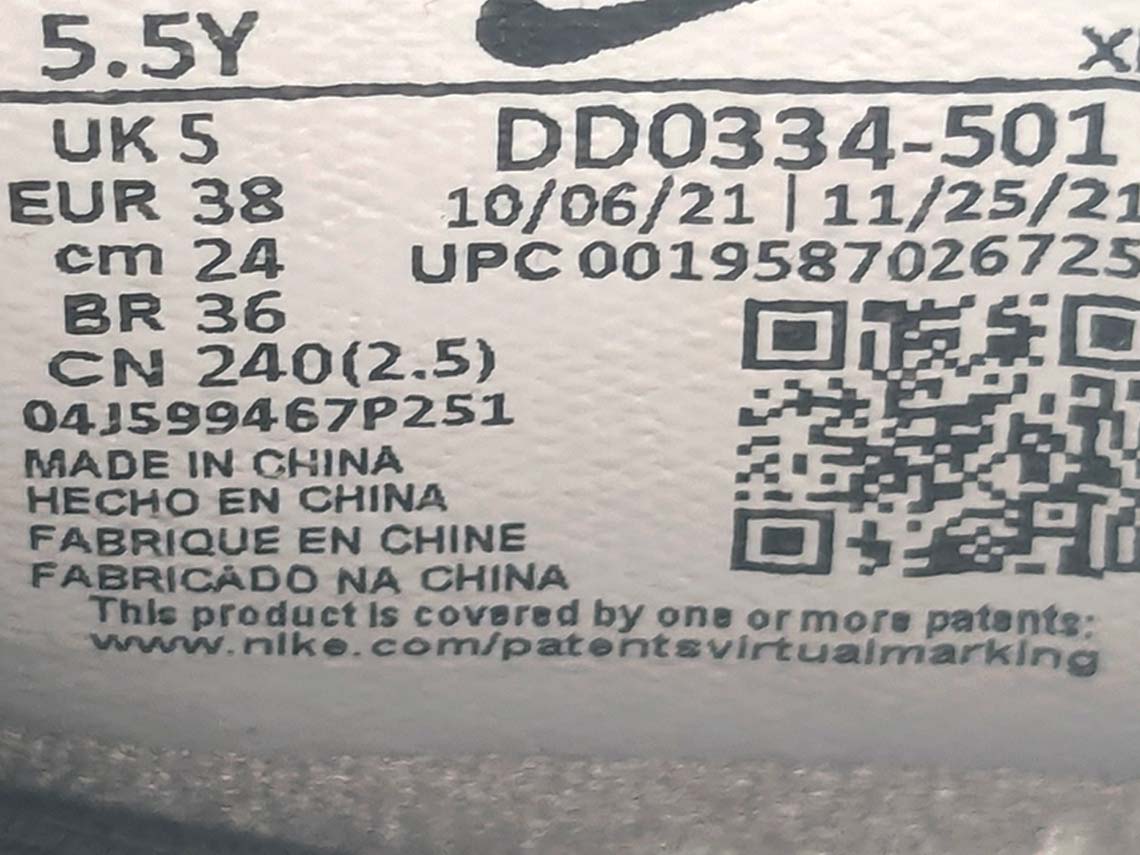 5.5Y
UK 5
EUR 38
cm 24
BR 36
CN 240(2.5)
DD0334-501
10/06/21 | 11/25/21
UPC 0019587026725
04J599467P251
MADE IN CHINA
HECHO EN CHINA
FABRIQUE EN CHINE
FABRICADO NA CHINA
This product is covered by one or more patents:
www.nike.com/patentsvirtualmarking